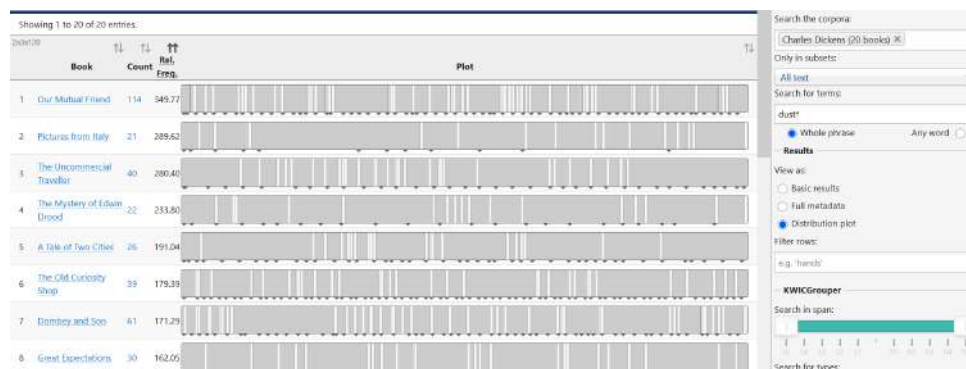 Showing 1 to 20 of 20 entries.
Book Count Rel. Freq. Plot
1 Our Mutual Friend 114 349.77
2 Pictures from Italy 21 289.62
3 The Uncommercial Traveller 40 280.40
4 The Mystery of Edwin Drood 22 233.80
5 A Tale of Two Cities 26 191.04
6 The Old Curiosity Shop 39 179.39
7 Dombey and Son 61 171.29
8 Great Expectations 30 162.05
Search the corpora:
Charles Dickens (20 books) ×
Only in subsets:
All text
Search for terms:
dust*
Whole phrase Any word
Results
View as:
Basic results
Full metadata
Distribution plot
Filter rows:
e.g. 'hands'
KWICGrouper
Search in span:
Search for types: